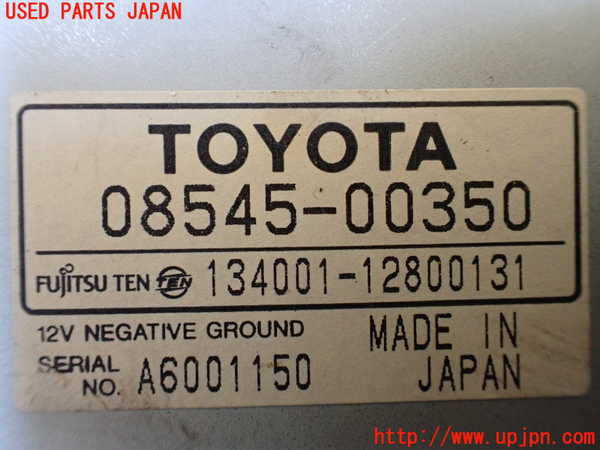 USED PARTS JAPAN
TOYOTA
08545-00350
FUJITSU TEN TEN 134001-12800131
12V NEGATIVE GROUND
SERIAL NO. A6001150
MADE IN JAPAN
http://www.upjpn.com/